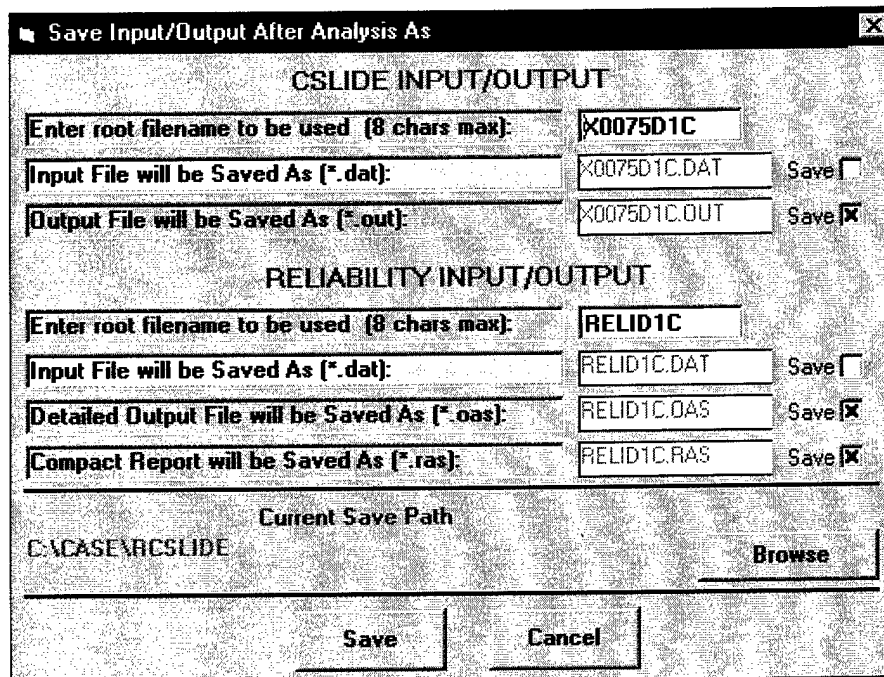 Save Input/Output After Analysis As
CSLIDE INPUT/OUTPUT
Enter root filename to be used (8 chars max): X0075D1C
Input File will be Saved As (*.dat): X0075D1C.DAT Save
Output File will be Saved As (*.out): X0075D1C.OUT Save
RELIABILITY INPUT/OUTPUT
Enter root filename to be used (8 chars max): RELID1C
Input File will be Saved As (*.dat): RELID1C.DAT Save
Detailed Output File will be Saved As (*.oas): RELID1C.OAS Save
Compact Report will be Saved As (*.ras): RELID1C.RAS Save
Current Save Path
C:\CASE\RCSLIDE
Browse
Save Cancel